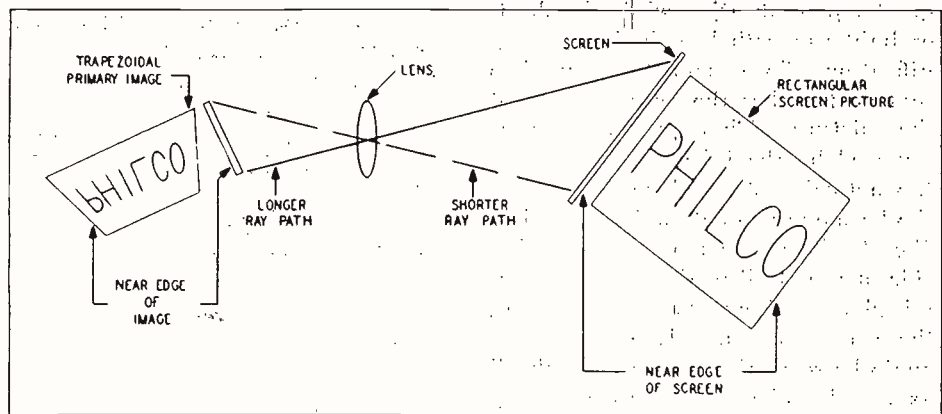 TRAPEZOIDAL
PRIMARY IMAGE
PHILCO
NEAR EDGE
OF
IMAGE
LONGER
RAY PATH
LENS
SHORTER
RAY PATH
SCREEN
RECTANGULAR
SCREEN PICTURE
PHILCO
NEAR EDGE
OF SCREEN